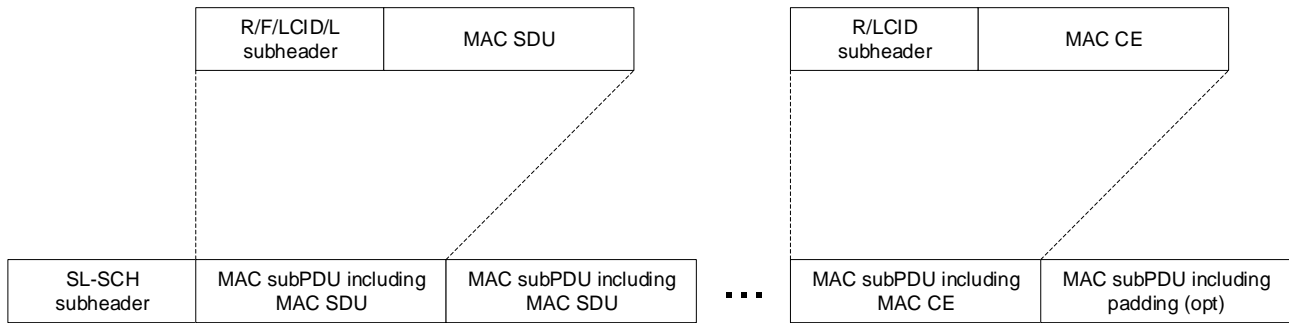 R/F/LCID/L
subheader
MAC SDU
R/LCID
subheader
MAC CE
SL-SCH
subheader
MAC subPDU including
MAC SDU
MAC subPDU including
MAC SDU
...
MAC subPDU including
MAC CE
MAC subPDU including
padding (opt)